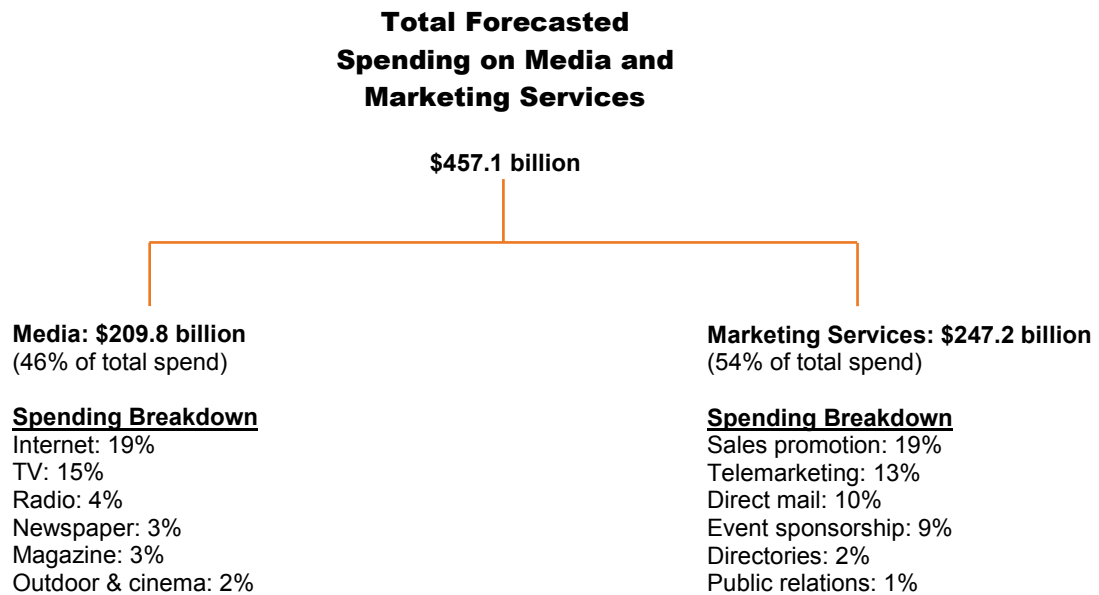 Total Forecasted
Spending on Media and
Marketing Services
$457.1 billion
Media: $209.8 billion
(46% of total spend)
Spending Breakdown
Internet: 19%
TV: 15%
Radio: 4%
Newspaper: 3%
Magazine: 3%
Outdoor & cinema: 2%
Marketing Services: $247.2 billion
(54% of total spend)
Spending Breakdown
Sales promotion: 19%
Telemarketing: 13%
Direct mail: 10%
Event sponsorship: 9%
Directories: 2%
Public relations: 1%